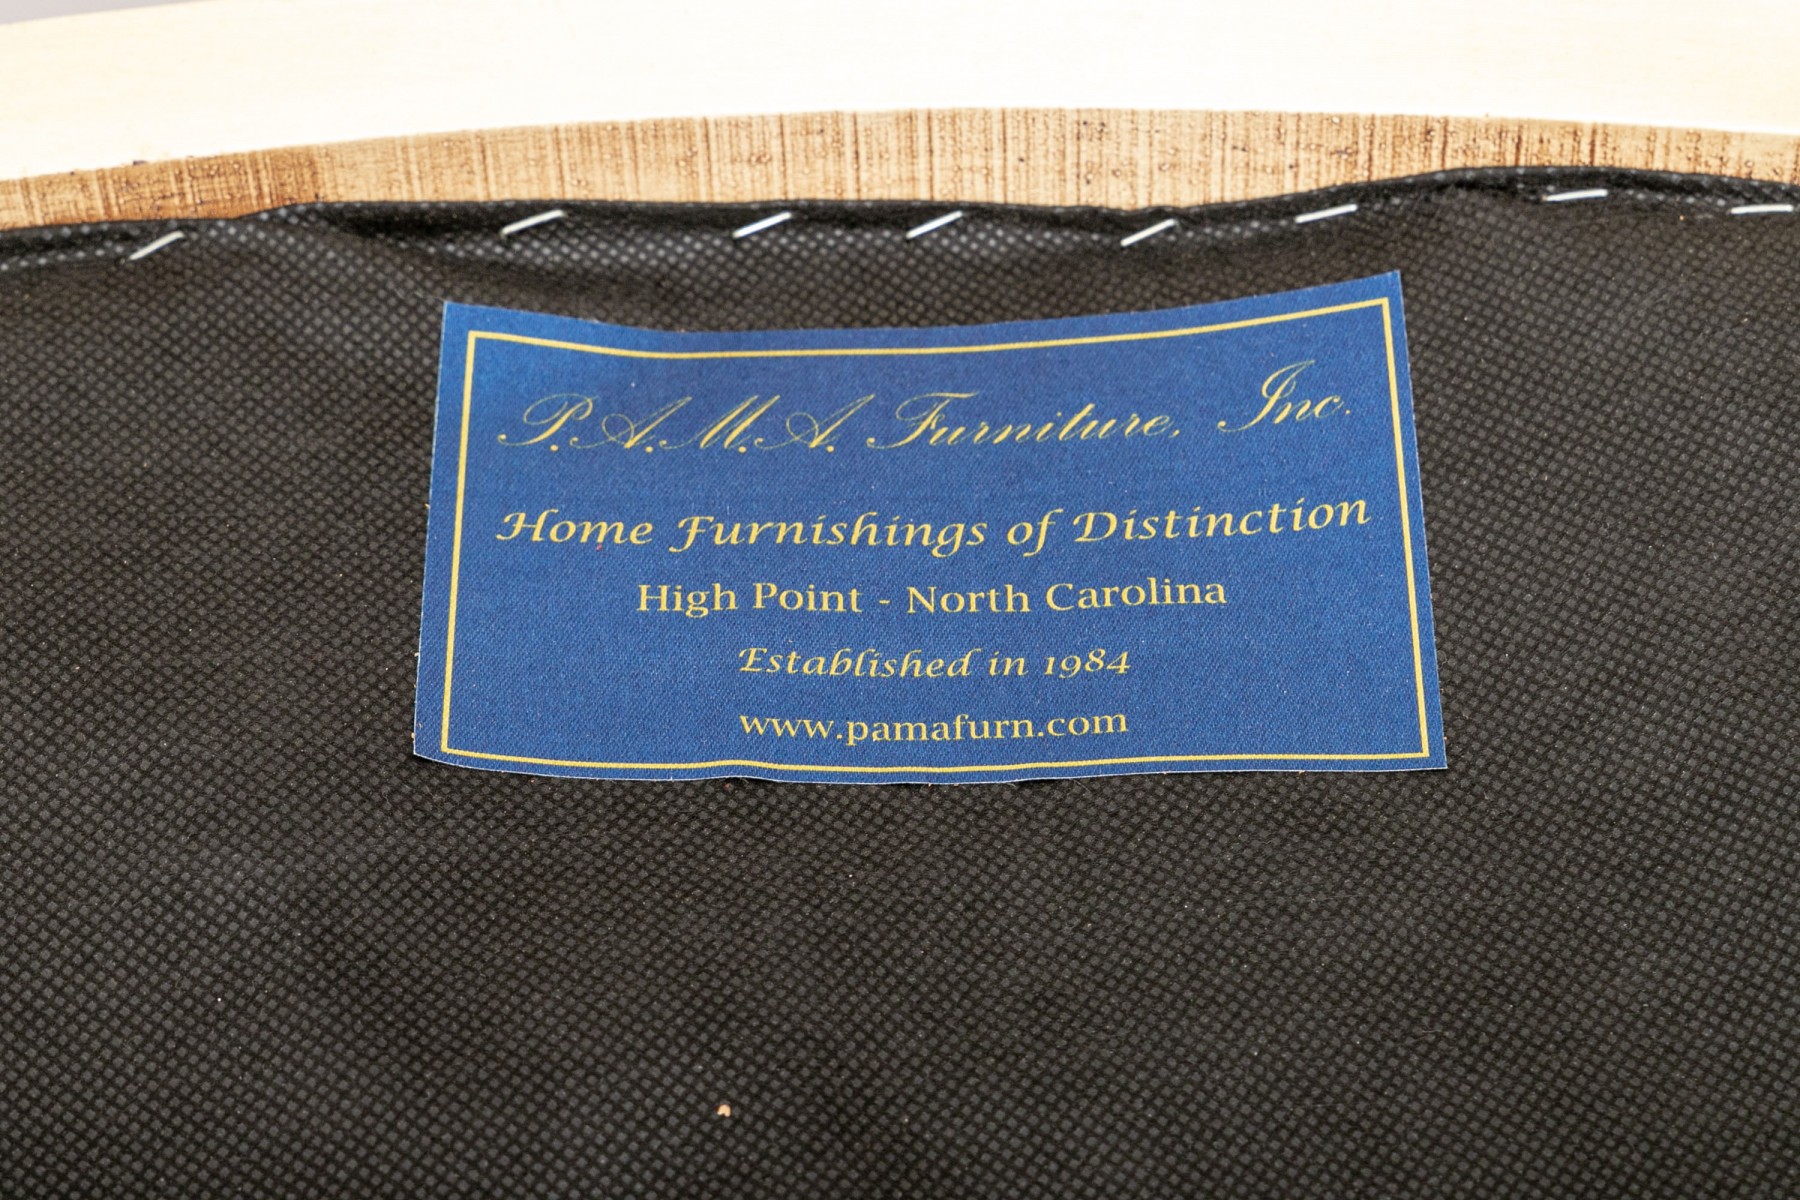 P.A.M.A. Furniture, Inc.
Home Furnishings of Distinction
High Point - North Carolina
Established in 1984
www.pamafurn.com